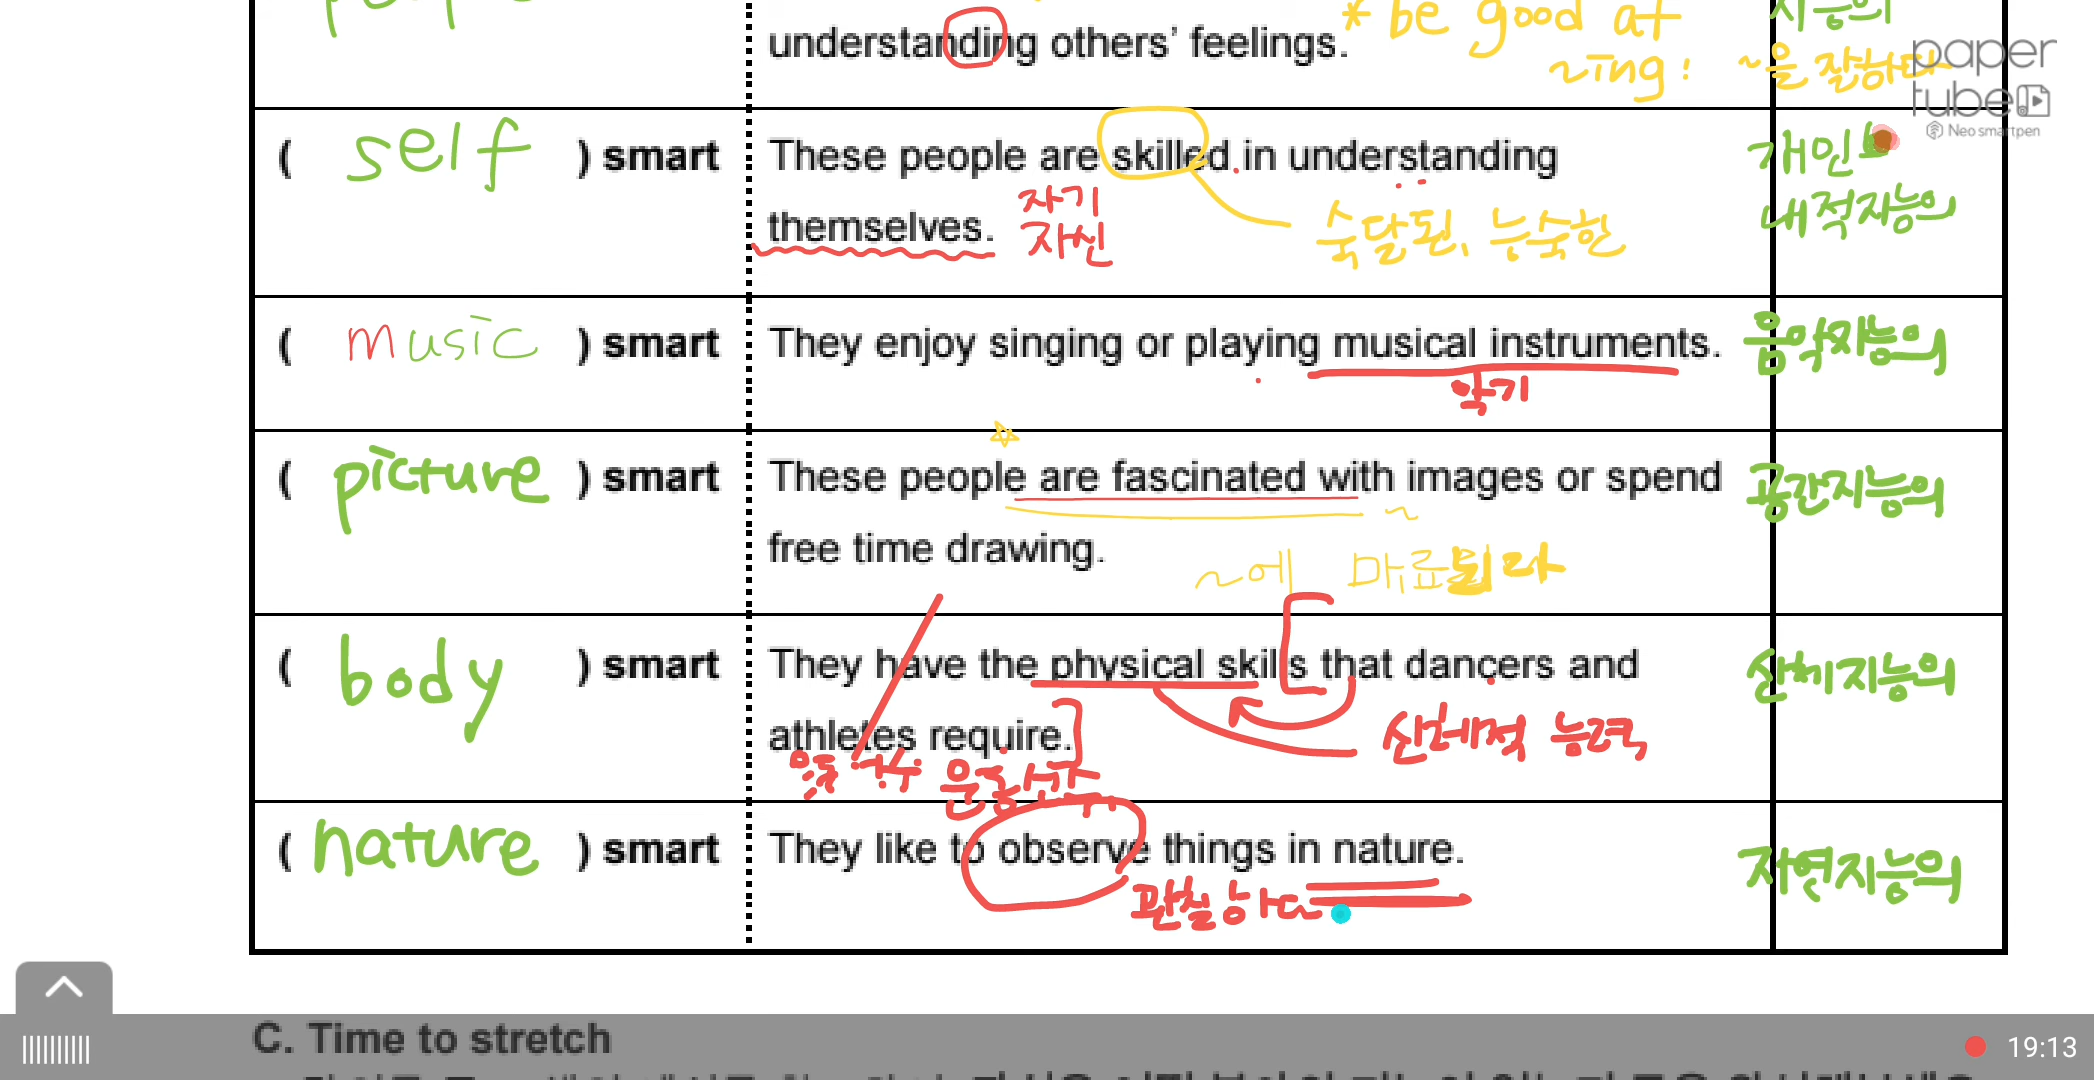 * be good at
understanding others' feelings.
~ing: ~을 잘하다
paper
tube
Neo smartpen
( self ) smart These people are skilled in understanding
개인
themselves. 자기
자신
숙달된, 능숙한
내적지능의
( music ) smart They enjoy singing or playing musical instruments. 음악지능의
악기
( picture ) smart These people are fascinated with images or spend 공간지능의
free time drawing.
~에 매료되다
( body ) smart They have the physical skills that dancers and 신체지능의
athletes require. 신체적 능력
운동선수
( nature ) smart They like to observe things in nature. 자연지능의
관찰하다
C. Time to stretch
19:13